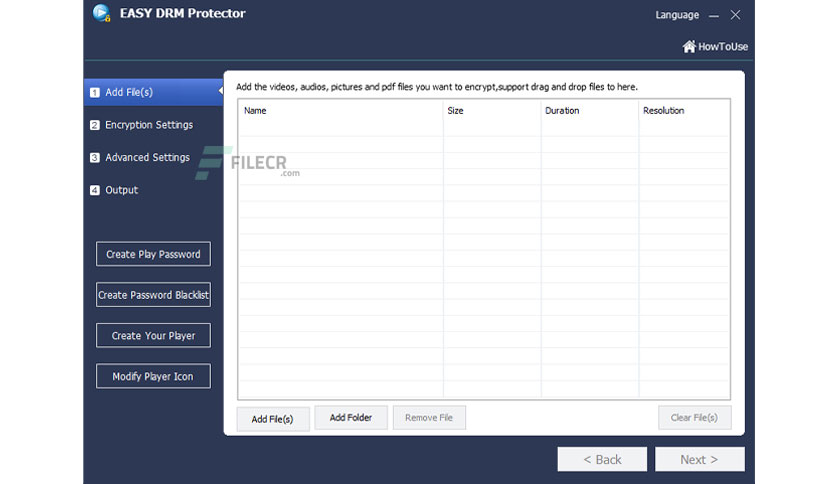 EASY DRM Protector
Language
HowToUse
1 Add File(s)
2 Encryption Settings
3 Advanced Settings
4 Output
Create Play Password
Create Password Blacklist
Create Your Player
Modify Player Icon
Add the videos, audios, pictures and pdf files you want to encrypt,support drag and drop files to here.
Name Size Duration Resolution
FILECR
.com
Add File(s) Add Folder Remove File Clear File(s)
< Back Next >